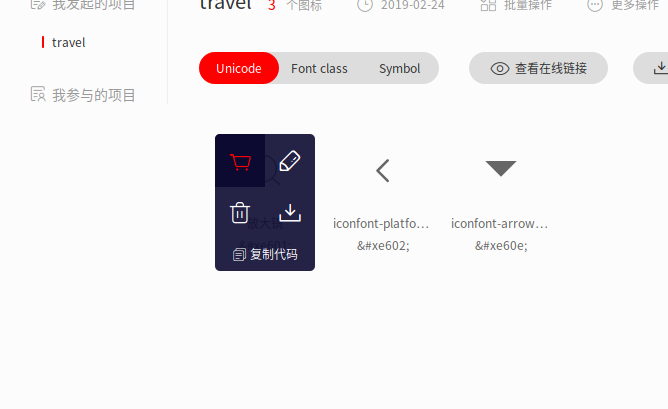 我发起的项目
travel 3 个图标 2019-02-24 批量操作 更多操作
travel
Unicode Font class Symbol 查看在线链接
我参与的项目
iconfont-platfo... iconfont-arrow...
&#xe602; &#xe60e;
复制代码